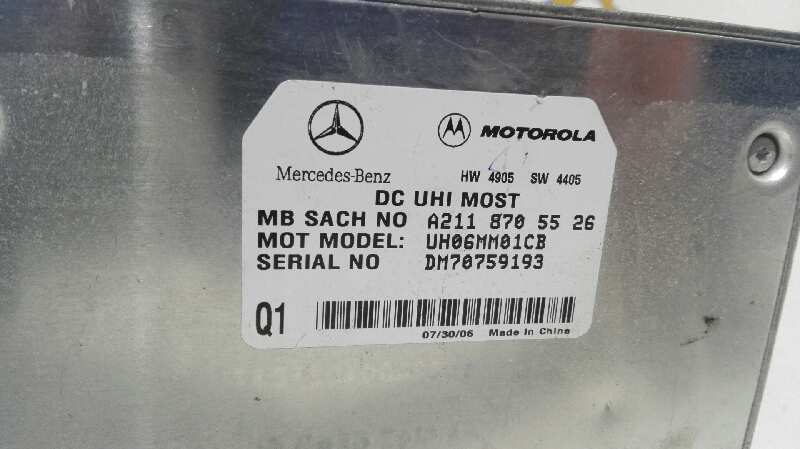 MOTOROLA
Mercedes-Benz
HW 4905 SW 4405
DC UHI MOST
MB SACH NO A211 870 55 26
MOT MODEL: UH06MM01CB
SERIAL NO DM70759193
Q1
07/30/06 Made in China